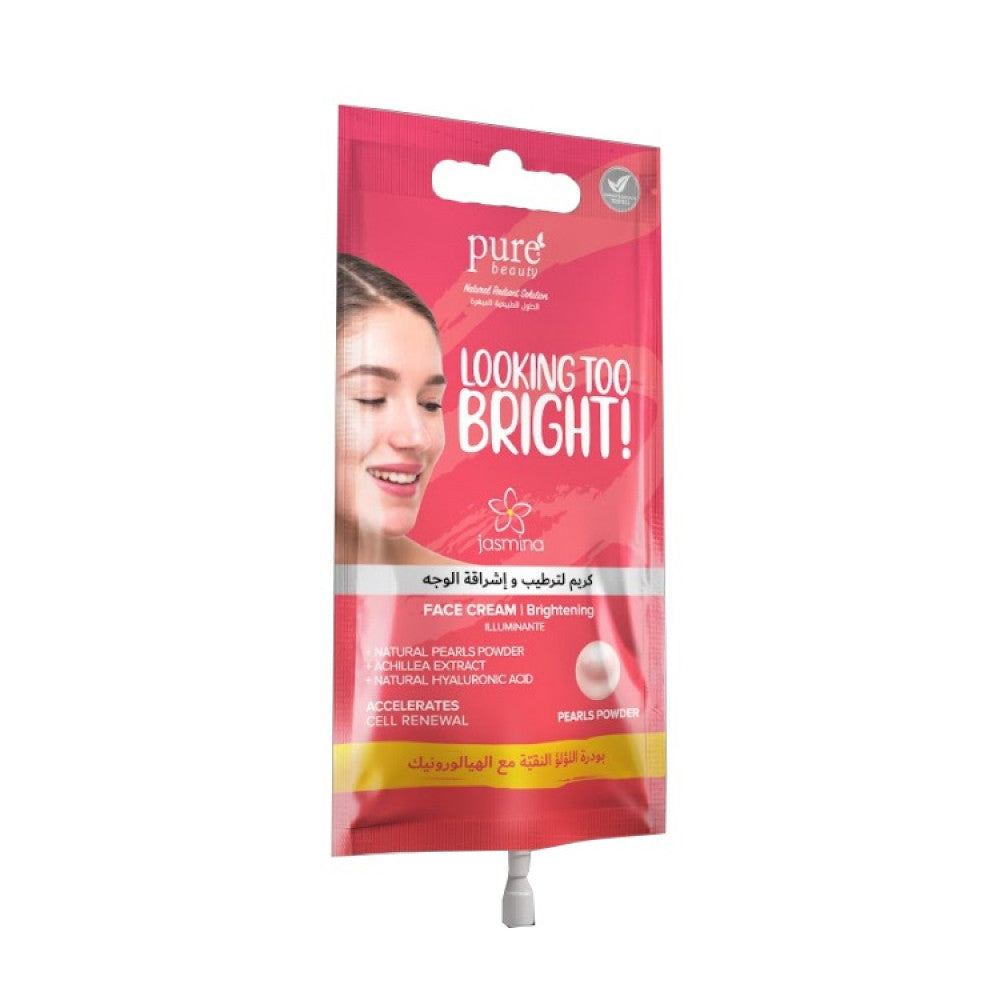 pure
beauty
Natural Radiant Solution
الحلول الطبيعية المبهرة
LOOKING TOO
BRIGHT!
jasmina
كريم لترطيب و إشراقة الوجه
FACE CREAM | Brightening
ILLUMINANTE
+ NATURAL PEARLS POWDER
+ ACHILLEA EXTRACT
+ NATURAL HYALURONIC ACID
ACCELERATES
CELL RENEWAL
PEARLS POWDER
بودرة اللؤلؤ النقيّة مع الهيالورونيك